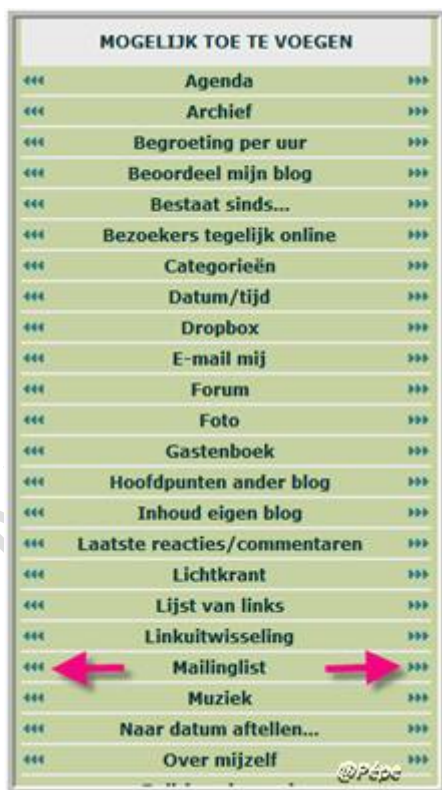 MOGELIJK TOE TE VOEGEN
Agenda
Archief
Begroeting per uur
Beoordeel mijn blog
Bestaat sinds...
Bezoekers tegelijk online
Categorieën
Datum/tijd
Dropbox
E-mail mij
Forum
Foto
Gastenboek
Hoofdpunten ander blog
Inhoud eigen blog
Laatste reacties/commentaren
Lichtkrant
Lijst van links
Linkuitwisseling
Mailinglist
Muziek
Naar datum aftellen...
Over mijzelf
@Pépé